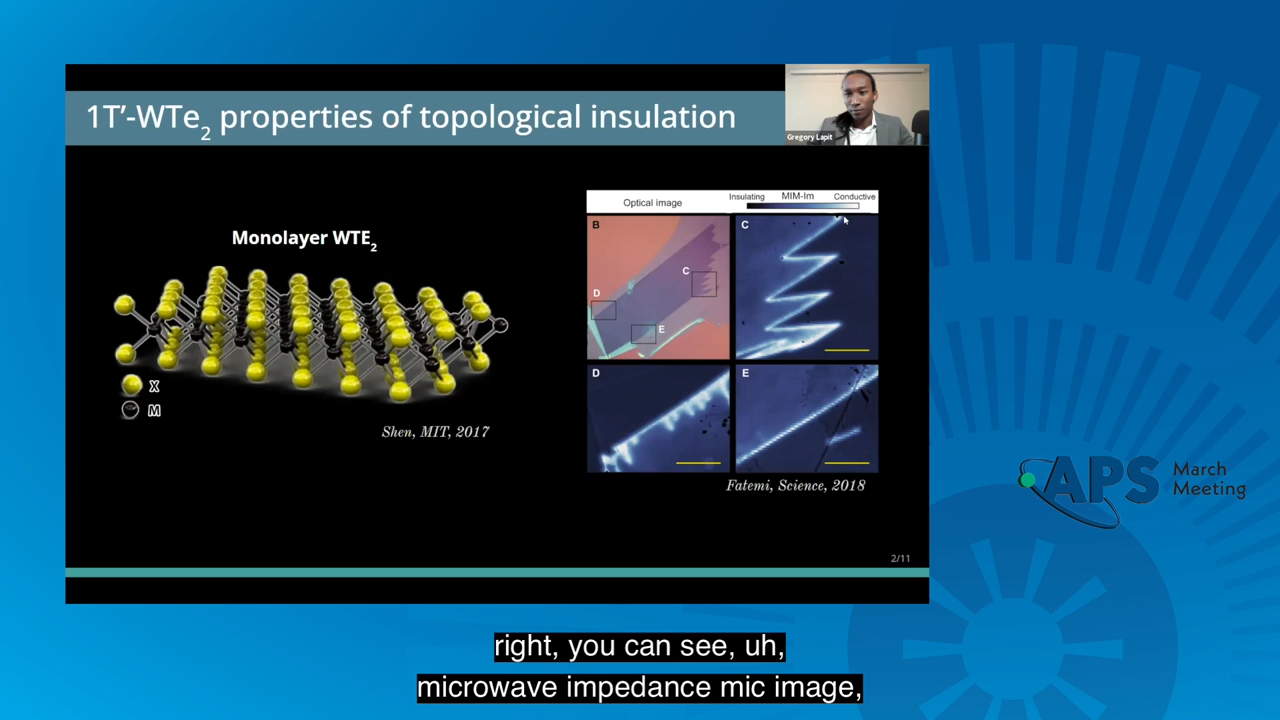 1T'-WTe2 properties of topological insulation
Gregory Lapit
Monolayer WTE2
X
M
Shen, MIT, 2017
Optical image
Insulating MIM-Im Conductive
B
C
D
E
C
D
E
Fatemi, Science, 2018
2/11
APS March
Meeting
right, you can see, uh,
microwave impedance mic image,